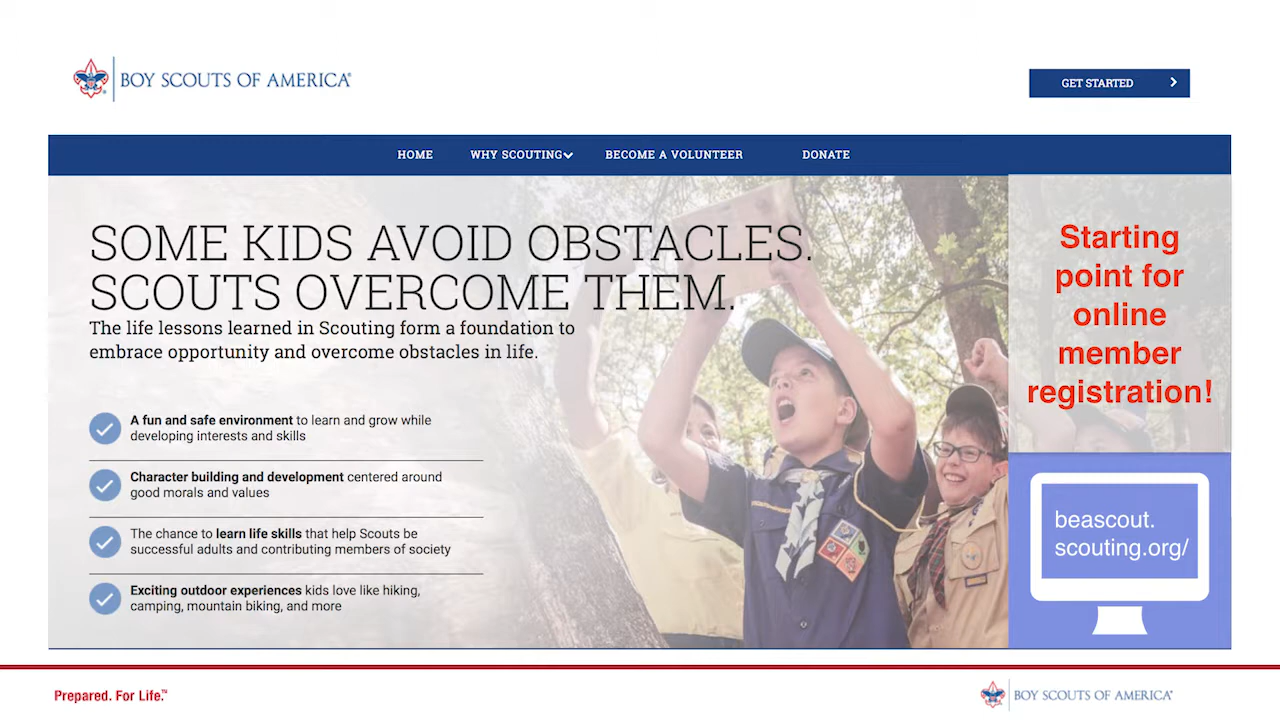 BOY SCOUTS OF AMERICA®
GET STARTED
HOME
WHY SCOUTING
BECOME A VOLUNTEER
DONATE
SOME KIDS AVOID OBSTACLES.
SCOUTS OVERCOME THEM.
The life lessons learned in Scouting form a foundation to
embrace opportunity and overcome obstacles in life.
A fun and safe environment to learn and grow while
developing interests and skills
Character building and development centered around
good morals and values
The chance to learn life skills that help Scouts be
successful adults and contributing members of society
Exciting outdoor experiences kids love like hiking,
camping, mountain biking, and more
Starting
point for
online
member
registration!
beascout.
scouting.org/
Prepared. For Life.™
BOY SCOUTS OF AMERICA®